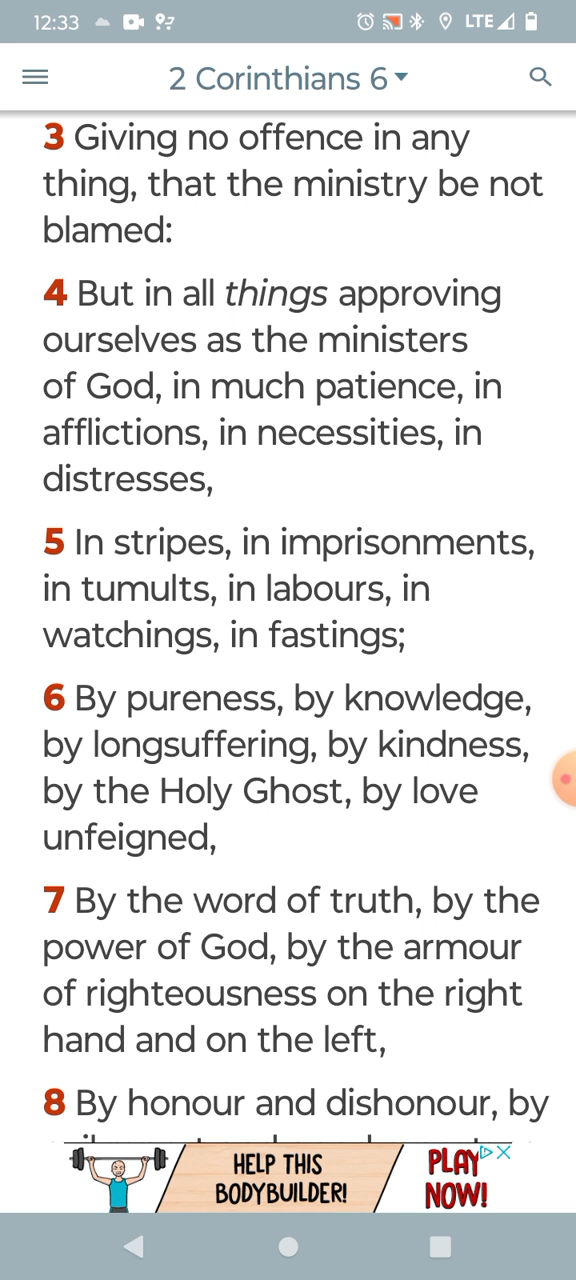 12:33
LTE
2 Corinthians 6
3 Giving no offence in any
thing, that the ministry be not
blamed:
4 But in all things approving
ourselves as the ministers
of God, in much patience, in
afflictions, in necessities, in
distresses,
5 In stripes, in imprisonments,
in tumults, in labours, in
watchings, in fastings;
6 By pureness, by knowledge,
by longsuffering, by kindness,
by the Holy Ghost, by love
unfeigned,
7 By the word of truth, by the
power of God, by the armour
of righteousness on the right
hand and on the left,
8 By honour and dishonour, by
HELP THIS
BODYBUILDER!
PLAY
NOW!